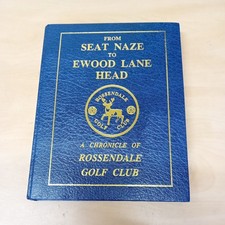 FROM
SEAT NAZE
TO
EWOOD LANE
HEAD
ROSSENDALE
GOLF CLUB
A CHRONICLE OF
ROSSENDALE
GOLF CLUB